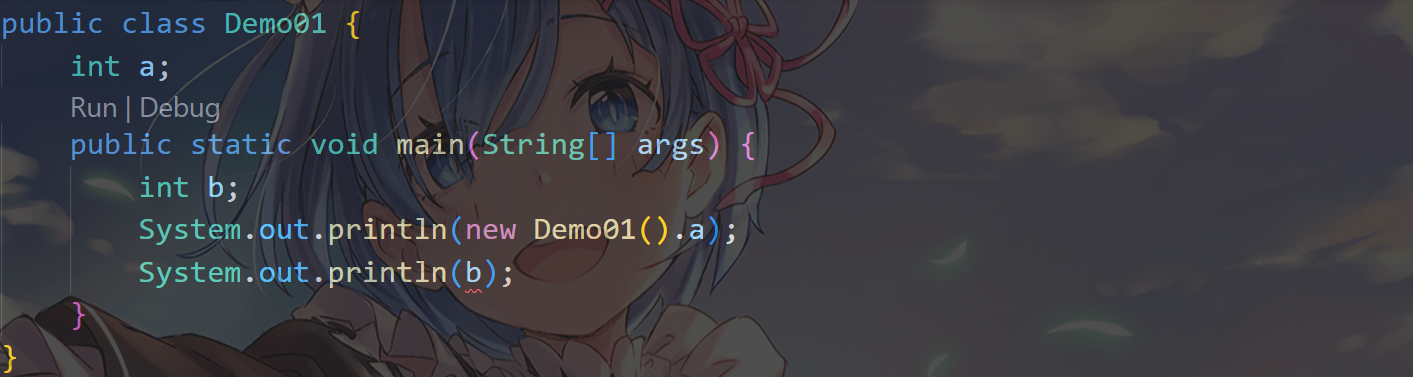 public class Demo01 {
    int a;
    Run | Debug
    public static void main(String[] args) {
        int b;
        System.out.println(new Demo01().a);
        System.out.println(b);
    }
}